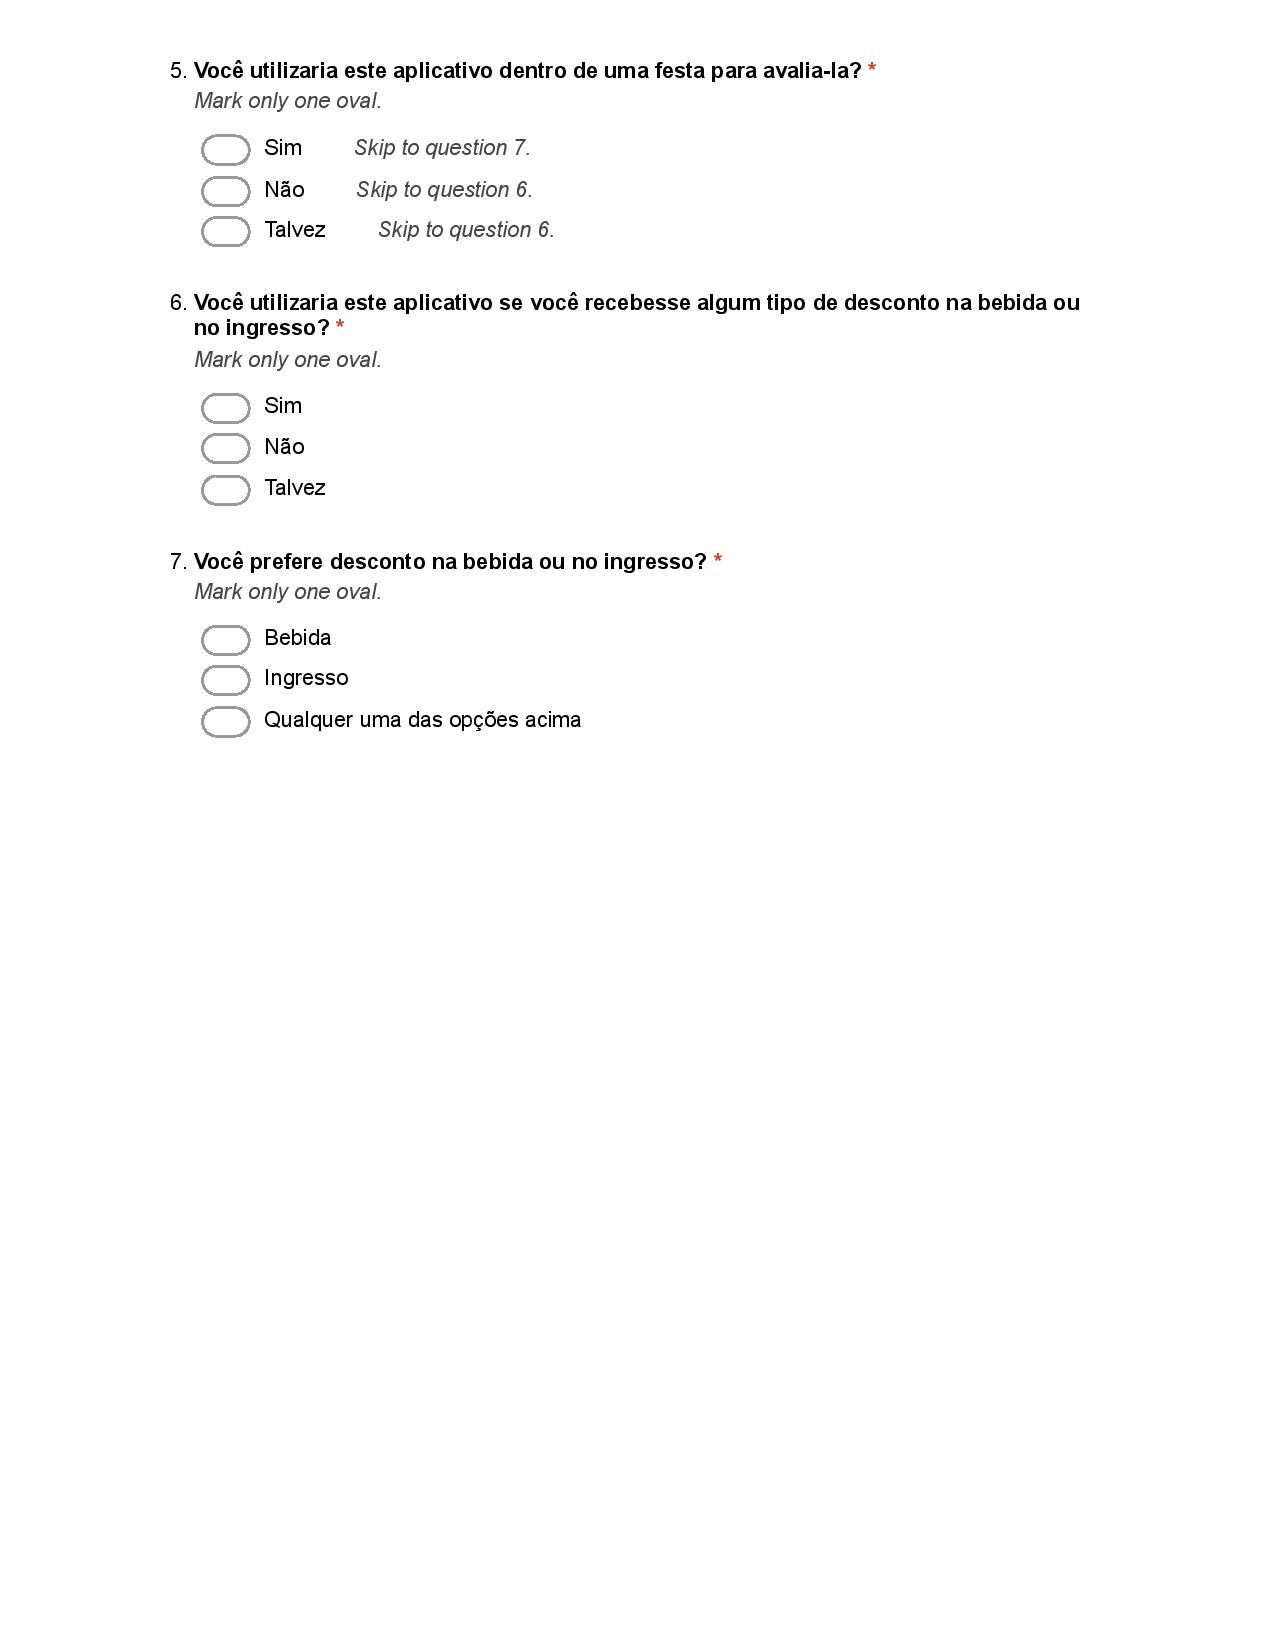 5. Você utilizaria este aplicativo dentro de uma festa para avalia-la? *
Mark only one oval.
Sim Skip to question 7.
Não Skip to question 6.
Talvez Skip to question 6.
6. Você utilizaria este aplicativo se você recebesse algum tipo de desconto na bebida ou
no ingresso? *
Mark only one oval.
Sim
Não
Talvez
7. Você prefere desconto na bebida ou no ingresso? *
Mark only one oval.
Bebida
Ingresso
Qualquer uma das opções acima